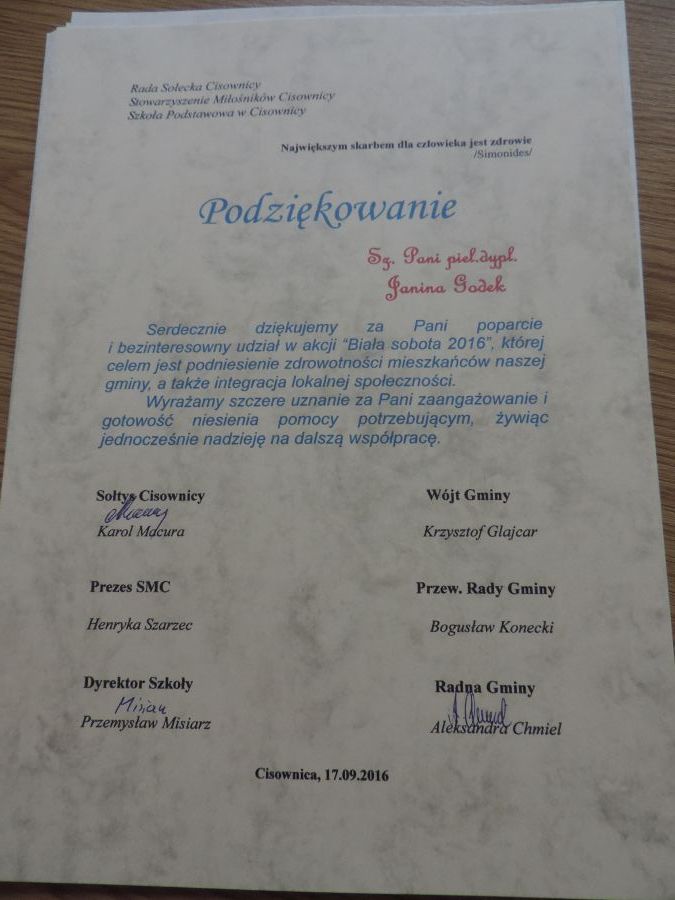 Rada Sołecka Cisownicy
Stowarzyszenie Miłośników Cisownicy
Szkoła Podstawowa w Cisownicy
Największym skarbem dla człowieka jest zdrowie
/Simonides/
Podziękowanie
Sz. Pani piel.dypl.
Janina Godek
Serdecznie dziękujemy za Pani poparcie
i bezinteresowny udział w akcji “Biała sobota 2016”, której
celem jest podniesienie zdrowotności mieszkańców naszej
gminy, a także integracja lokalnej społeczności.
Wyrażamy szczere uznanie za Pani zaangażowanie i
gotowość niesienia pomocy potrzebującym, żywiąc
jednocześnie nadzieję na dalszą współpracę.
Sołtys Cisownicy
Karol Macura
Wójt Gminy
Krzysztof Glajcar
Prezes SMC
Henryka Szarzec
Przew. Rady Gminy
Bogusław Konecki
Dyrektor Szkoły
Przemysław Misiarz
Radna Gminy
Aleksandra Chmiel
Cisownica, 17.09.2016